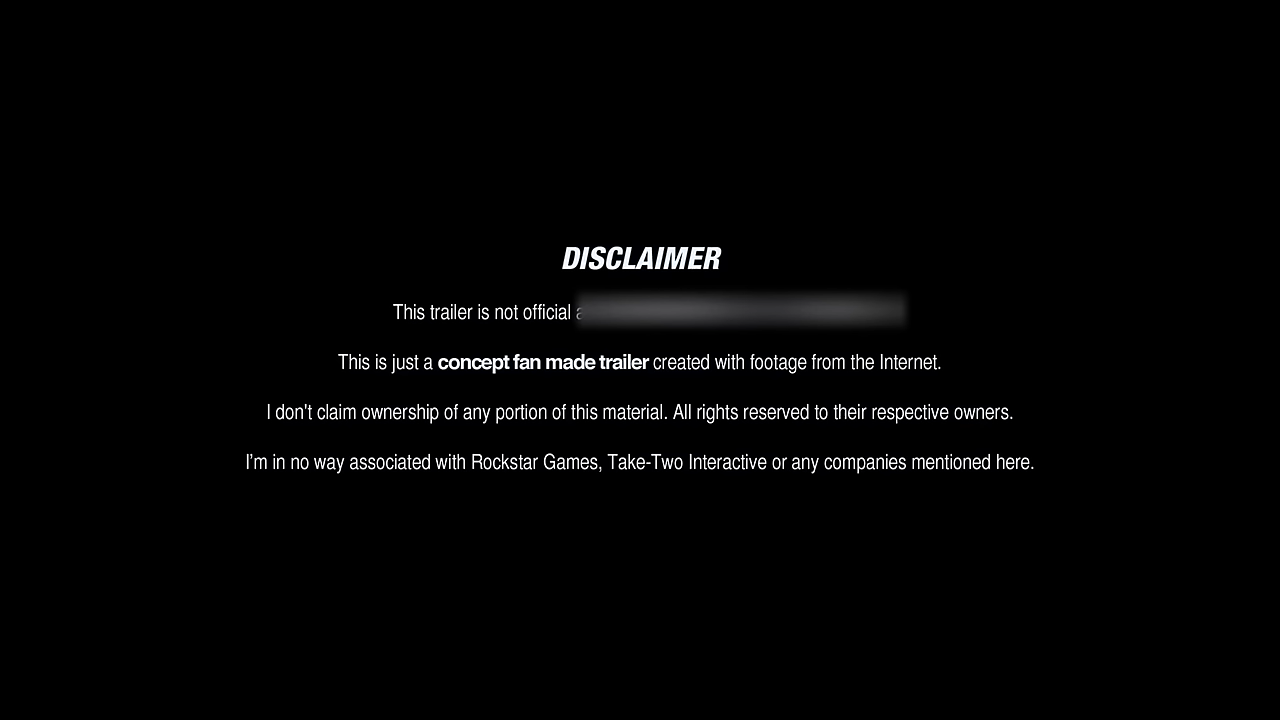 DISCLAIMER
This trailer is not official
This is just a concept fan made trailer created with footage from the Internet.
I don't claim ownership of any portion of this material. All rights reserved to their respective owners.
I'm in no way associated with Rockstar Games, Take-Two Interactive or any companies mentioned here.